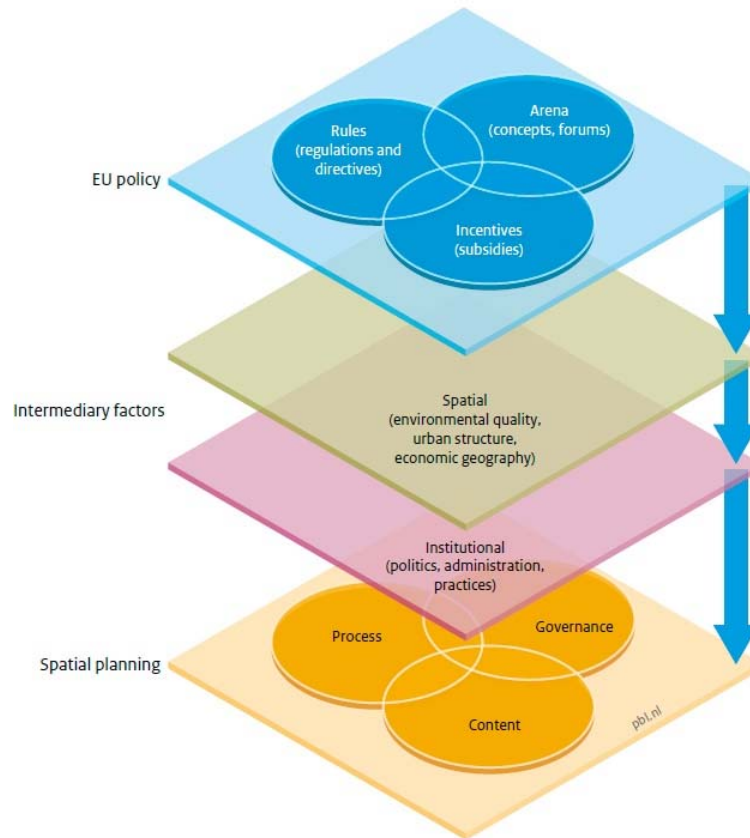 Arena
(concepts, forums)
Rules
(regulations and
directives)
EU policy
Incentives
(subsidies)
Intermediary factors
Spatial
(environmental quality,
urban structure,
economic geography)
Institutional
(politics, administration,
practices)
Process
Governance
Spatial planning
Content
pbl.nl